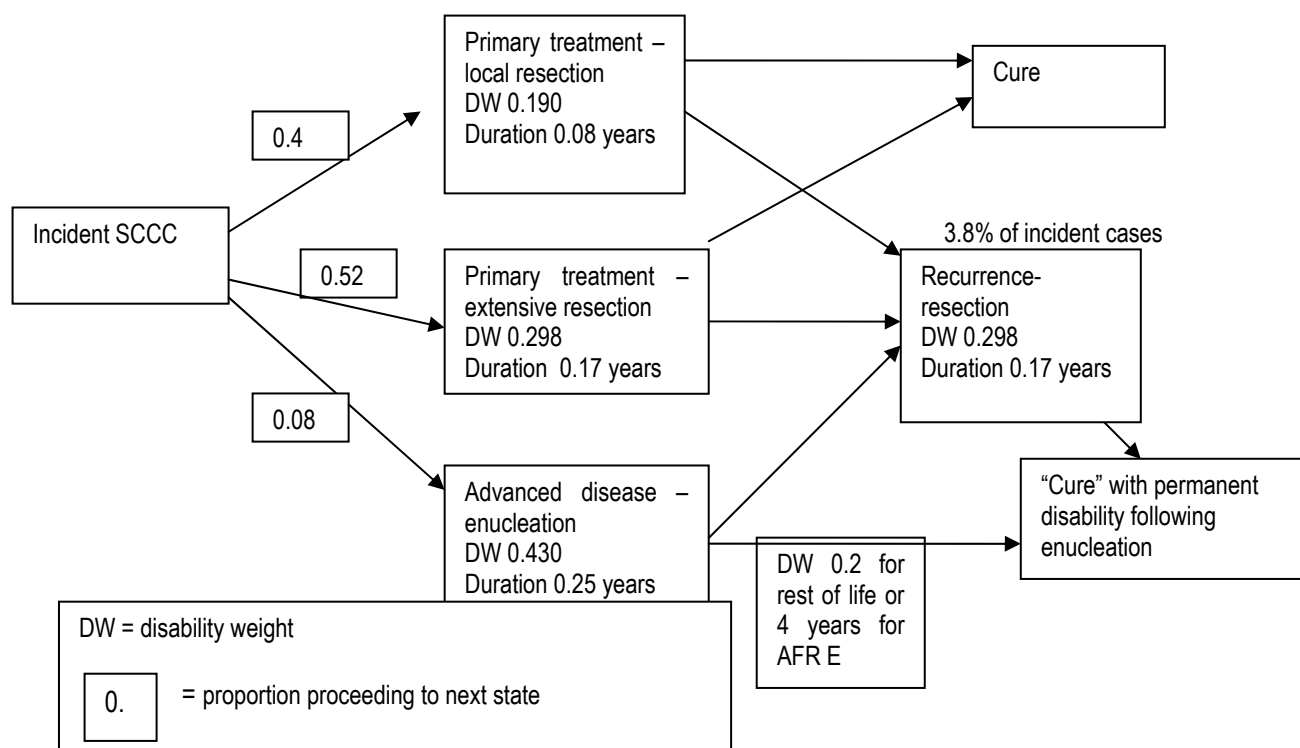 Primary treatment –
local resection
DW 0.190
Duration 0.08 years
Cure
0.4
Incident SCCC
3.8% of incident cases
0.52
Primary treatment –
extensive resection
DW 0.298
Duration 0.17 years
Recurrence-
resection
DW 0.298
Duration 0.17 years
0.08
Advanced disease –
enucleation
DW 0.430
Duration 0.25 years
"Cure" with permanent
disability following
enucleation
DW 0.2 for
rest of life or
4 years for
AFR E
DW = disability weight
0.
= proportion proceeding to next state